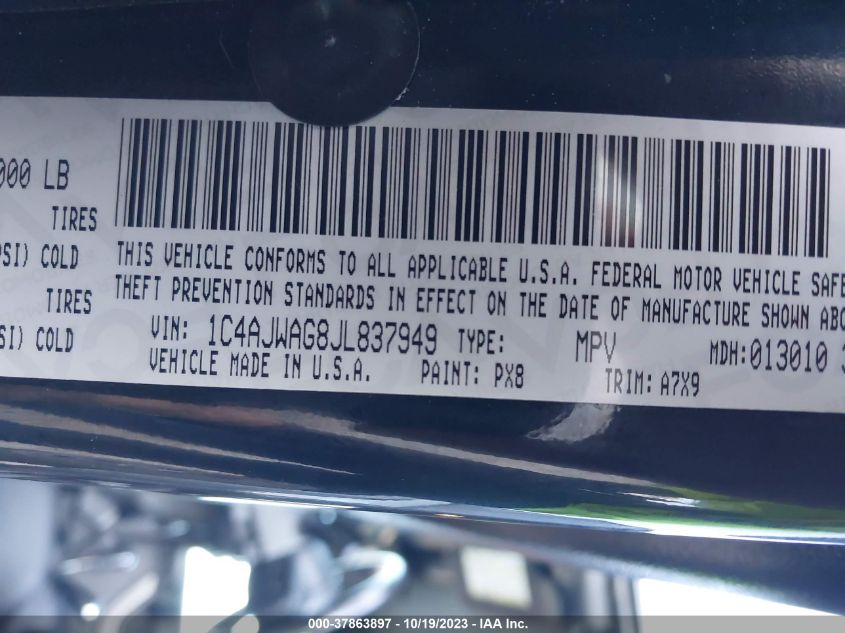 000 LB
TIRES
PSI) COLD
TIRES
SI) COLD
THIS VEHICLE CONFORMS TO ALL APPLICABLE U.S.A. FEDERAL MOTOR VEHICLE SAFE
THEFT PREVENTION STANDARDS IN EFFECT ON THE DATE OF MANUFACTURE SHOWN ABO
VIN: 1C4AJWAG8JL837949 TYPE: MPV MDH:013010 3
VEHICLE MADE IN U.S.A. PAINT: PX8 TRIM: A7X9
000-37863897 - 10/19/2023 - IAA Inc.